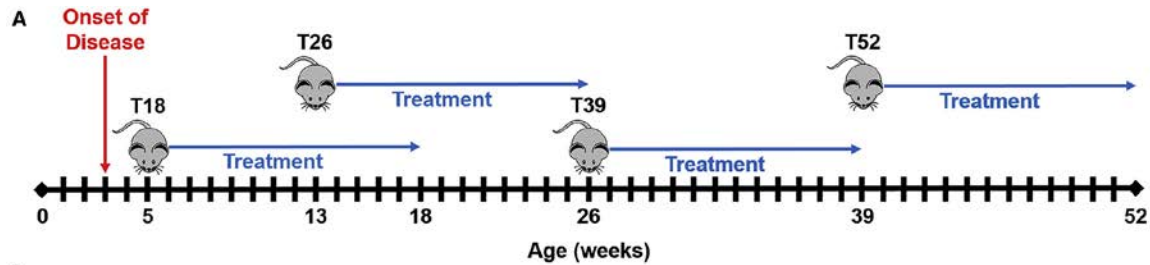 A
Onset of
Disease
T26
T52
Treatment
Treatment
T18
T39
Treatment
Treatment
0 5 13 18 26 39 52
Age (weeks)